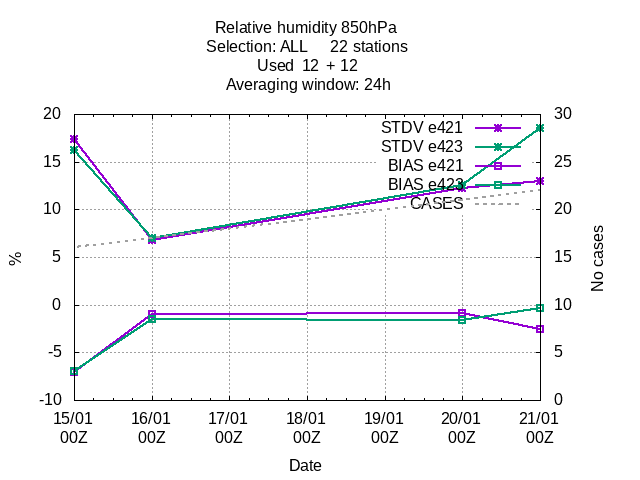 Relative humidity 850hPa
Selection: ALL 22 stations
Used 12 + 12
Averaging window: 24h
20
15
10
5
0
-5
-10
%
30
25
20
15
10
5
0
No cases
STDV e421
STDV e423
BIAS e421
BIAS e423
CASES
15/01 16/01 17/01 18/01 19/01 20/01 21/01
00Z 00Z 00Z 00Z 00Z 00Z 00Z
Date